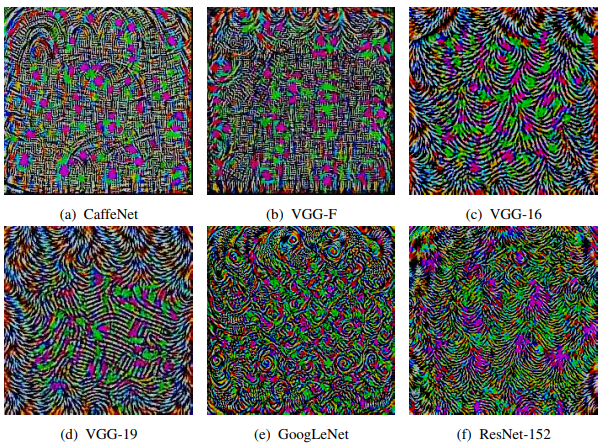 (a) CaffeNet
(b) VGG-F
(c) VGG-16
(d) VGG-19
(e) GoogLeNet
(f) ResNet-152